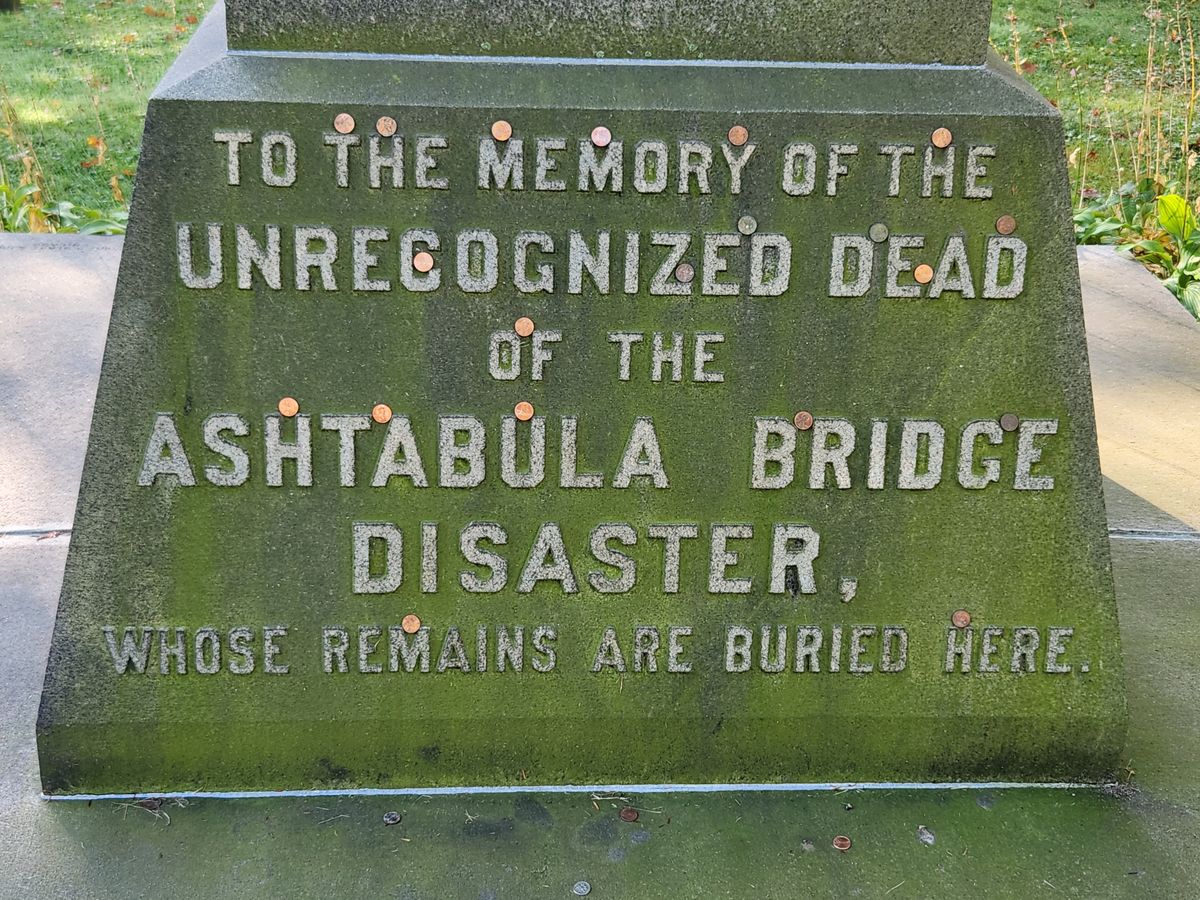 TO THE MEMORY OF THE
UNRECOGNIZED DEAD
OF THE
ASHTABULA BRIDGE
DISASTER,
WHOSE REMAINS ARE BURIED HERE.